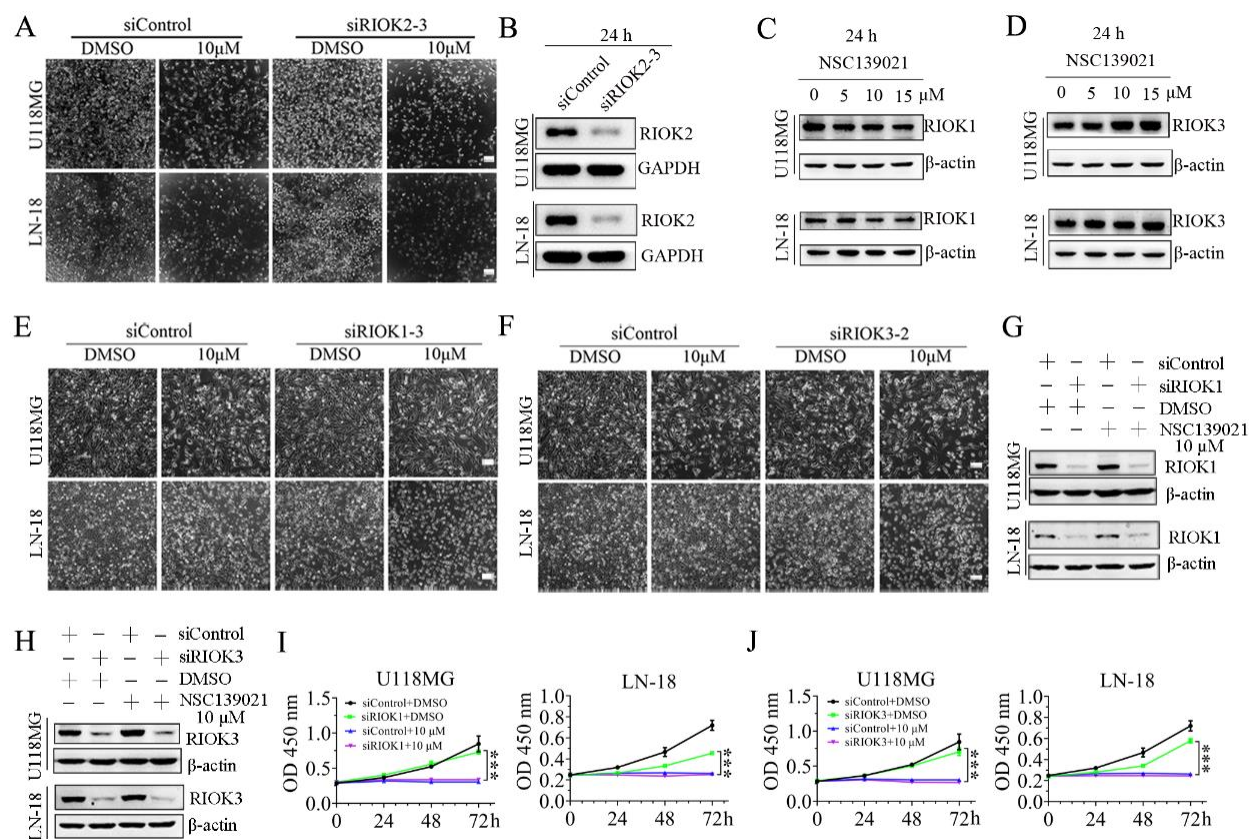 A
siControl siRIOK2-3
DMSO 10μM DMSO 10μM
U118MG
LN-18
B
24 h
siControl siRIOK2-3
U118MG
RIOK2
GAPDH
LN-18
RIOK2
GAPDH
C
24 h
NSC139021
0 5 10 15 μM
U118MG
RIOK1
β-actin
LN-18
RIOK1
β-actin
D
24 h
NSC139021
0 5 10 15 μM
U118MG
RIOK3
β-actin
LN-18
RIOK3
β-actin
E
siControl siRIOK1-3
DMSO 10μM DMSO 10μM
U118MG
LN-18
F
siControl siRIOK3-2
DMSO 10μM DMSO 10μM
U118MG
LN-18
G
+ − + − siControl
− + − + siRIOK1
+ + − − DMSO
− − + + NSC139021
10 μM
U118MG
RIOK1
β-actin
LN-18
RIOK1
β-actin
H
+ − + − siControl
− + − + siRIOK3
+ + − − DMSO
− − + + NSC139021
10 μM
U118MG
RIOK3
β-actin
LN-18
RIOK3
β-actin
I
U118MG
OD 450 nm
1.5
1.0
0.5
0.0
siControl+DMSO
siRIOK1+DMSO
siControl+10 μM
siRIOK1+10 μM
***
0 24 48 72h
LN-18
OD 450 nm
1.0
0.8
0.6
0.4
0.2
0.0
***
0 24 48 72h
J
U118MG
OD 450 nm
1.5
1.0
0.5
0.0
siControl+DMSO
siRIOK3+DMSO
siControl+10 μM
siRIOK3+10 μM
***
0 24 48 72h
LN-18
OD 450 nm
1.0
0.8
0.6
0.4
0.2
0.0
***
0 24 48 72h